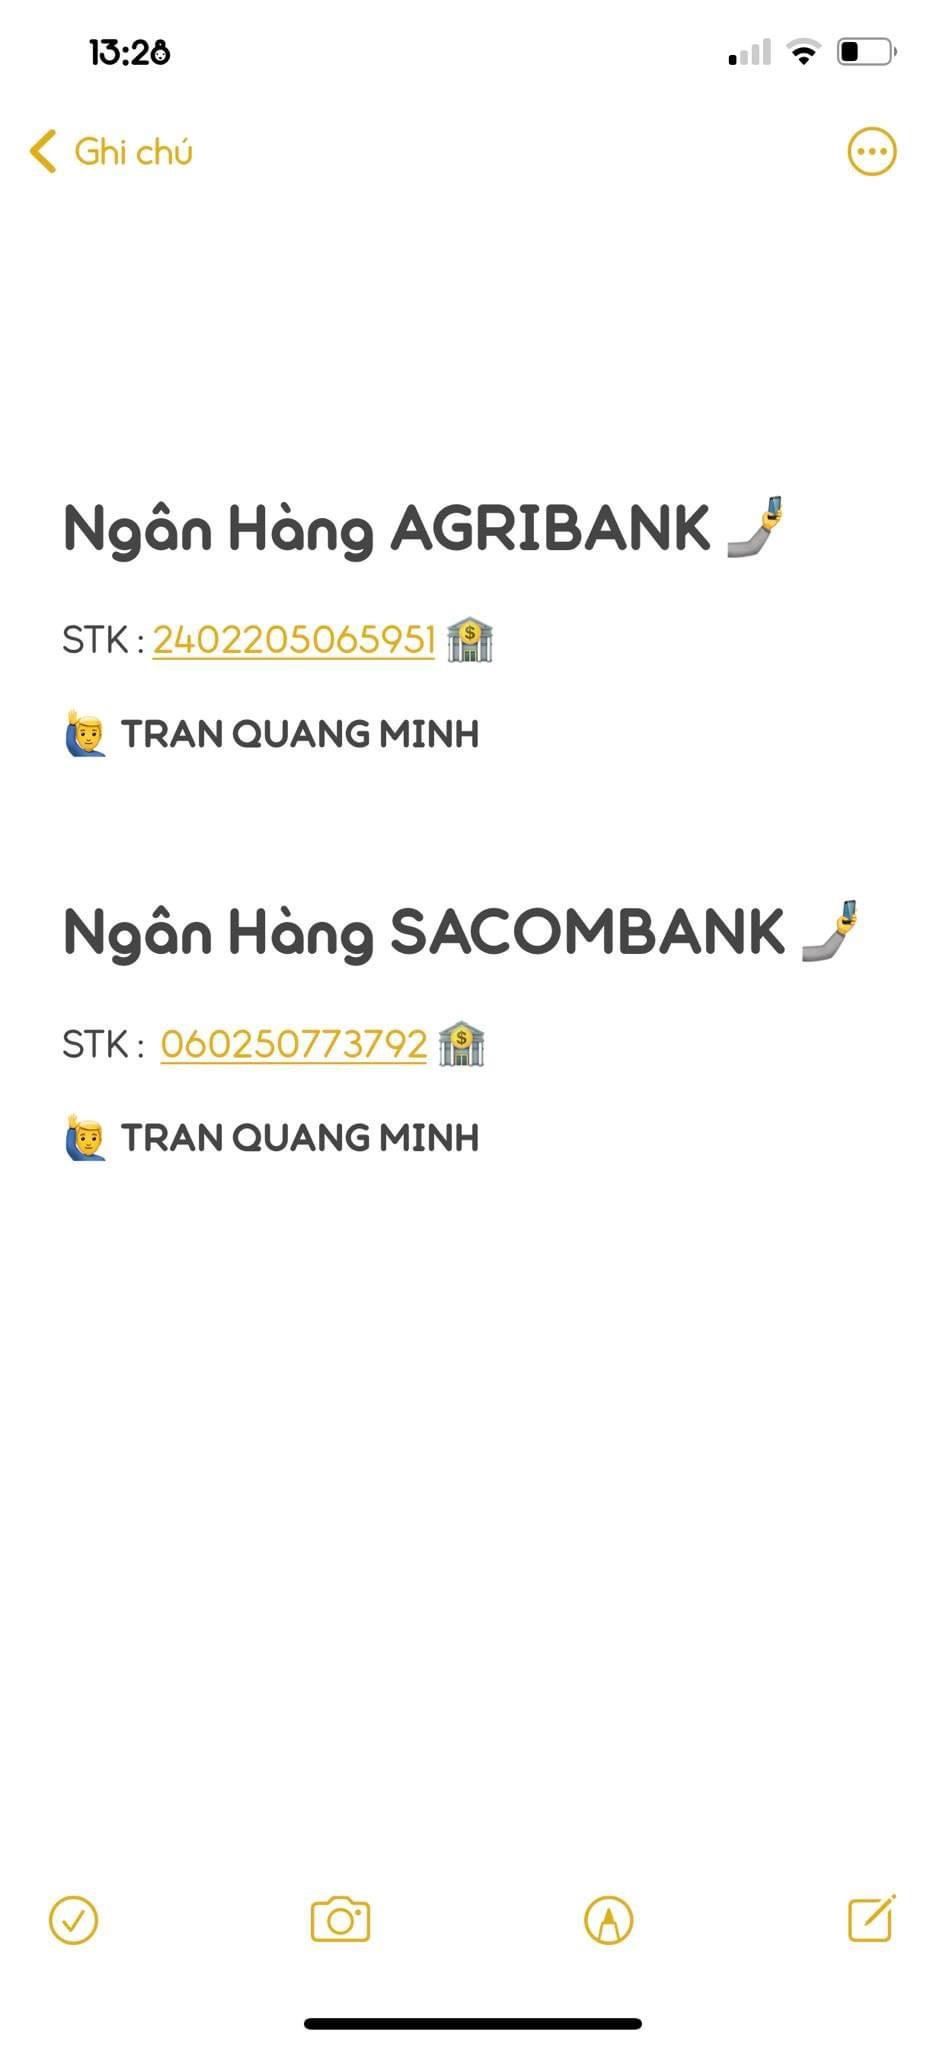 13:28
Ghi chú
Ngân Hàng AGRIBANK
STK : 2402205065951
TRAN QUANG MINH
Ngân Hàng SACOMBANK
STK : 060250773792
TRAN QUANG MINH